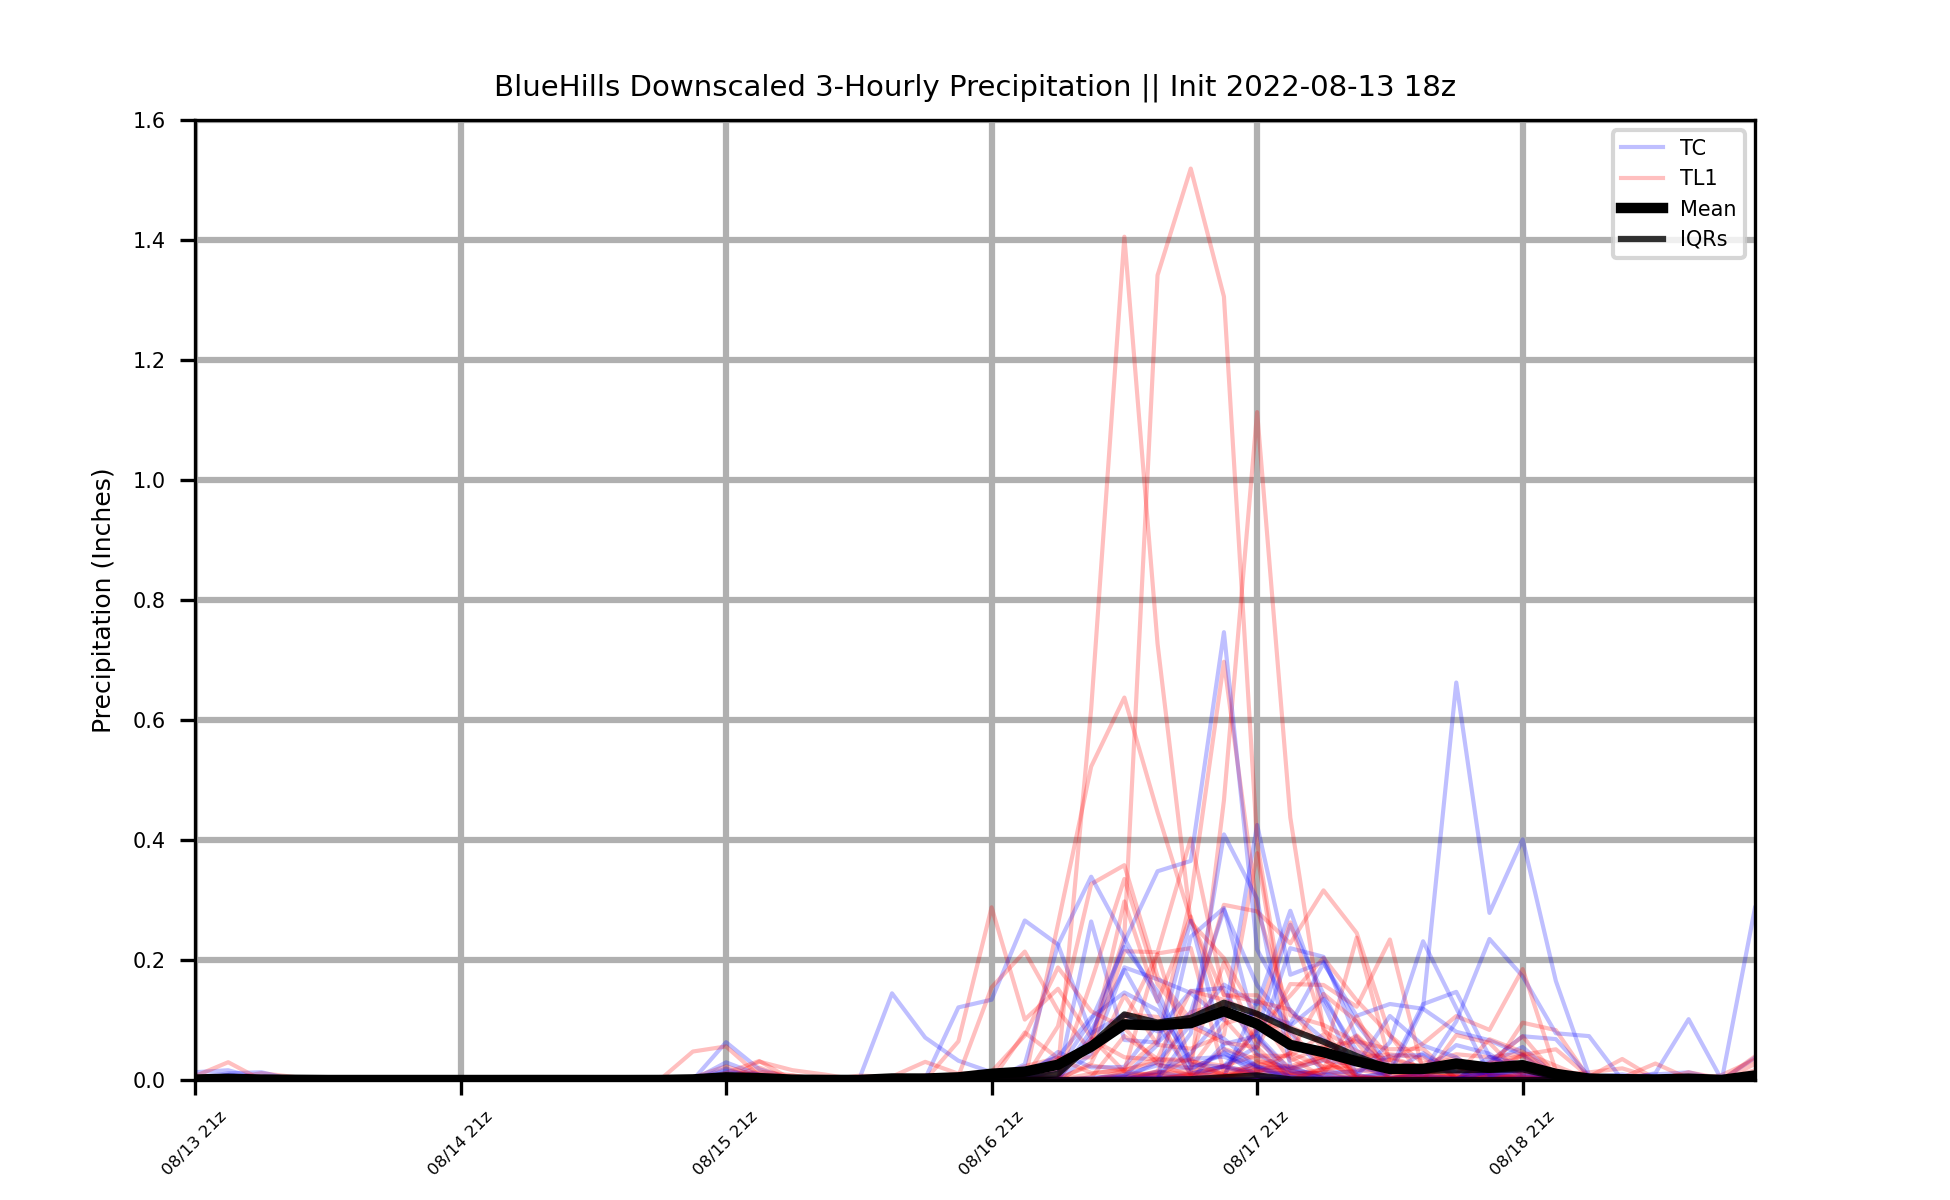 BlueHills Downscaled 3-Hourly Precipitation || Init 2022-08-13 18z
TC
TL1
Mean
IQRs
Precipitation (Inches)
1.6
1.4
1.2
1.0
0.8
0.6
0.4
0.2
0.0
08/13 21z
08/14 21z
08/15 21z
08/16 21z
08/17 21z
08/18 21z